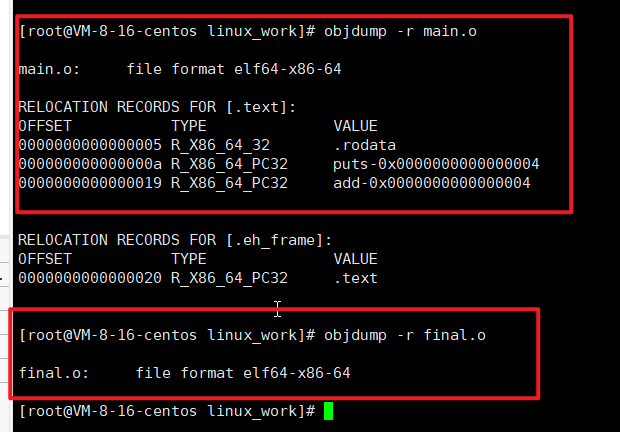 [root@VM-8-16-centos linux_work]# objdump -r main.o
main.o:     file format elf64-x86-64
RELOCATION RECORDS FOR [.text]:
OFFSET           TYPE              VALUE
0000000000000005 R_X86_64_32       .rodata
000000000000000a R_X86_64_PC32     puts-0x0000000000000004
0000000000000019 R_X86_64_PC32     add-0x0000000000000004
RELOCATION RECORDS FOR [.eh_frame]:
OFFSET           TYPE              VALUE
0000000000000020 R_X86_64_PC32     .text
[root@VM-8-16-centos linux_work]# objdump -r final.o
final.o:     file format elf64-x86-64
[root@VM-8-16-centos linux_work]#